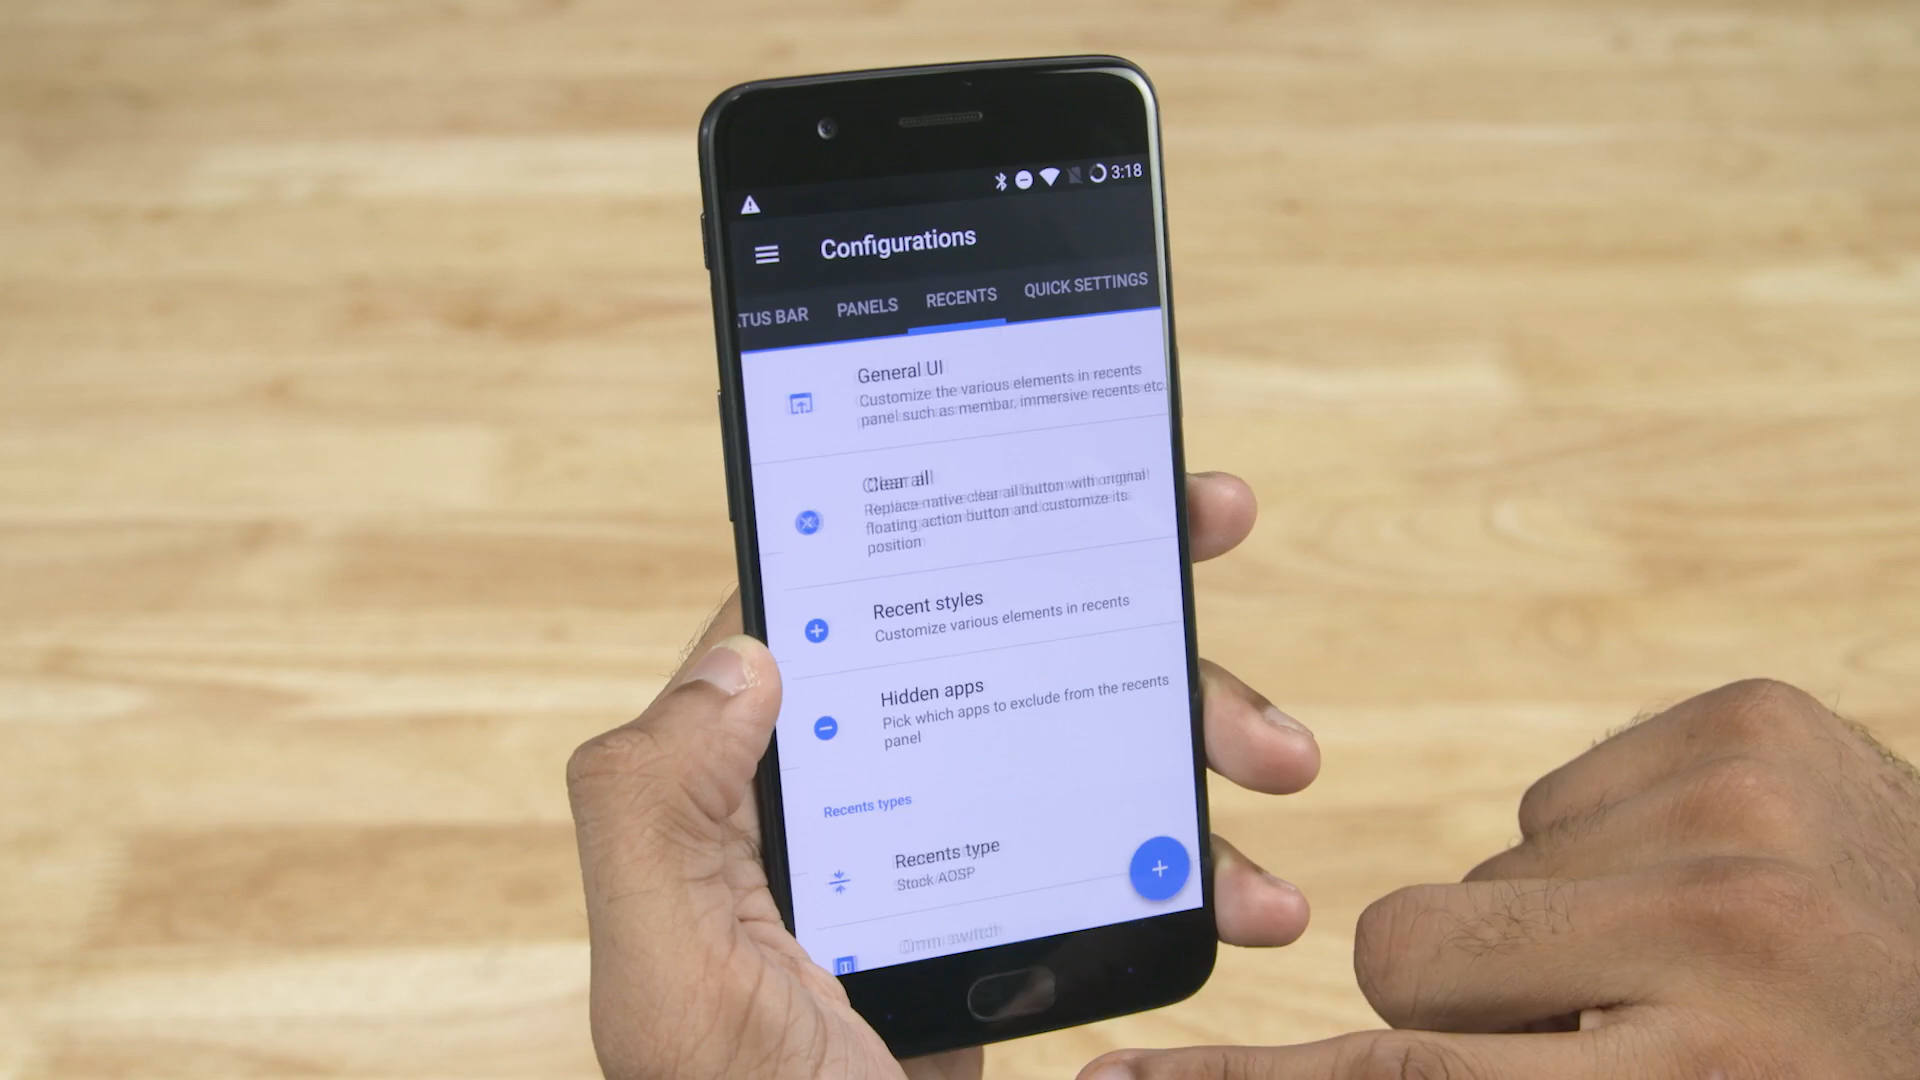 3:18
Configurations
TUS BAR PANELS RECENTS QUICK SETTINGS
General UI
Customize the various elements in recents
panel such as membar, immersive recents etc.
Clear all
Replace native clear all button with original
floating action button and customize its
position
Recent styles
Customize various elements in recents
Hidden apps
Pick which apps to exclude from the recents
panel
Recents types
Recents type
Stock/AOSP
Omni switch